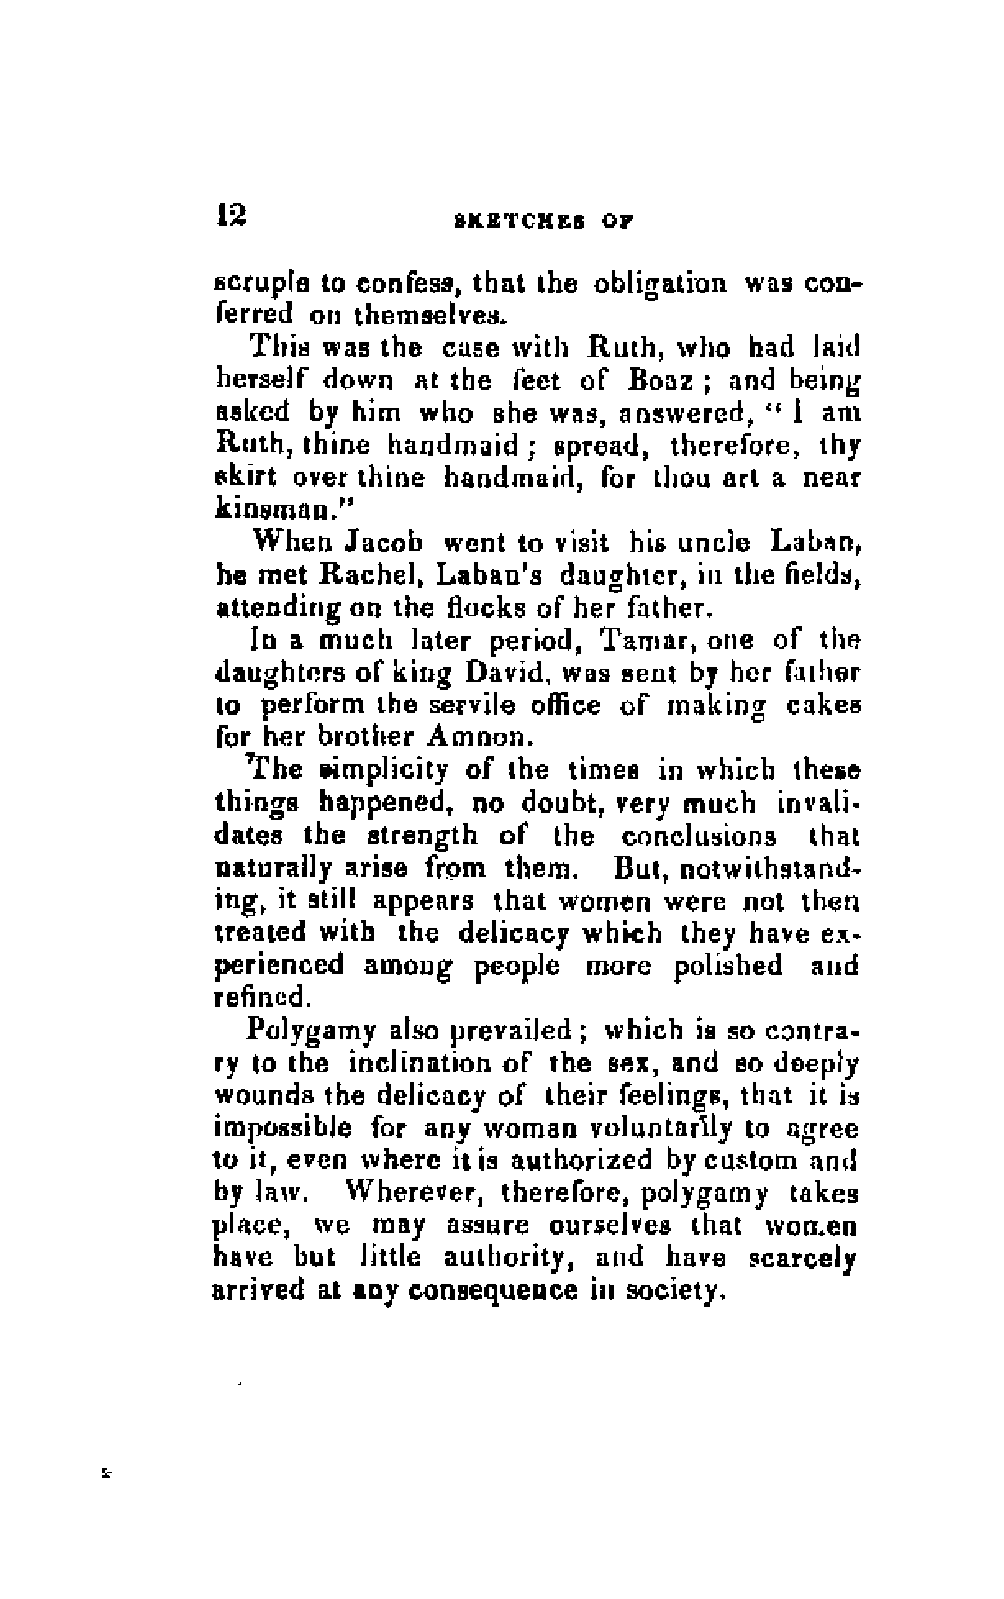 12 SKETCHES OF
scruple to confess, that the obligation was con-
ferred on themselves.
This was the case with Ruth, who had laid
herself down at the feet of Boaz; and being
asked by him who she was, answered, "I am
Ruth, thine handmaid; spread, therefore, thy
skirt over thine handmaid, for thou art a near
kinsman."
When Jacob went to visit his uncle Laban,
he met Rachel, Laban's daughter, in the fields,
attending on the flocks of her father.
In a much later period, Tamar, one of the
daughters of king David, was sent by her father
to perform the servile office of making cakes
for her brother Amnon.
The simplicity of the times in which these
things happened, no doubt, very much invali-
dates the strength of the conclusions that
naturally arise from them. But, notwithstand-
ing, it still appears that women were not then
treated with the delicacy which they have ex-
perienced among people more polished and
refined.
Polygamy also prevailed; which is so contra-
ry to the inclination of the sex, and so deeply
wounds the delicacy of their feelings, that it is
impossible for any woman voluntarily to agree
to it, even where it is authorized by custom and
by law. Wherever, therefore, polygamy takes
place, we may assure ourselves that women
have but little authority, and have scarcely
arrived at any consequence in society.